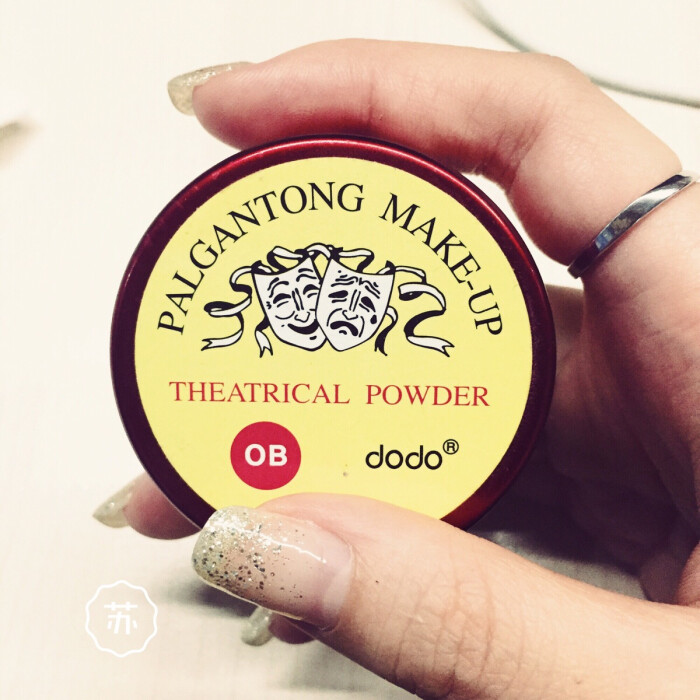 PALGANTONG MAKE-UP
THEATRICAL POWDER
OB
dodo®
苏